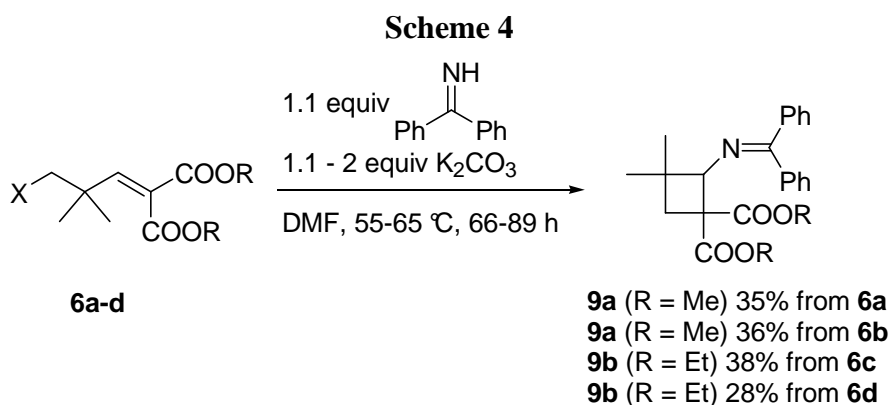 Scheme 4
NH
1.1 equiv
Ph Ph
1.1 - 2 equiv K₂CO₃
DMF, 55-65 °C, 66-89 h
X
COOR
COOR
6a-d
N
Ph
Ph
COOR
COOR
9a (R = Me) 35% from 6a
9a (R = Me) 36% from 6b
9b (R = Et) 38% from 6c
9b (R = Et) 28% from 6d